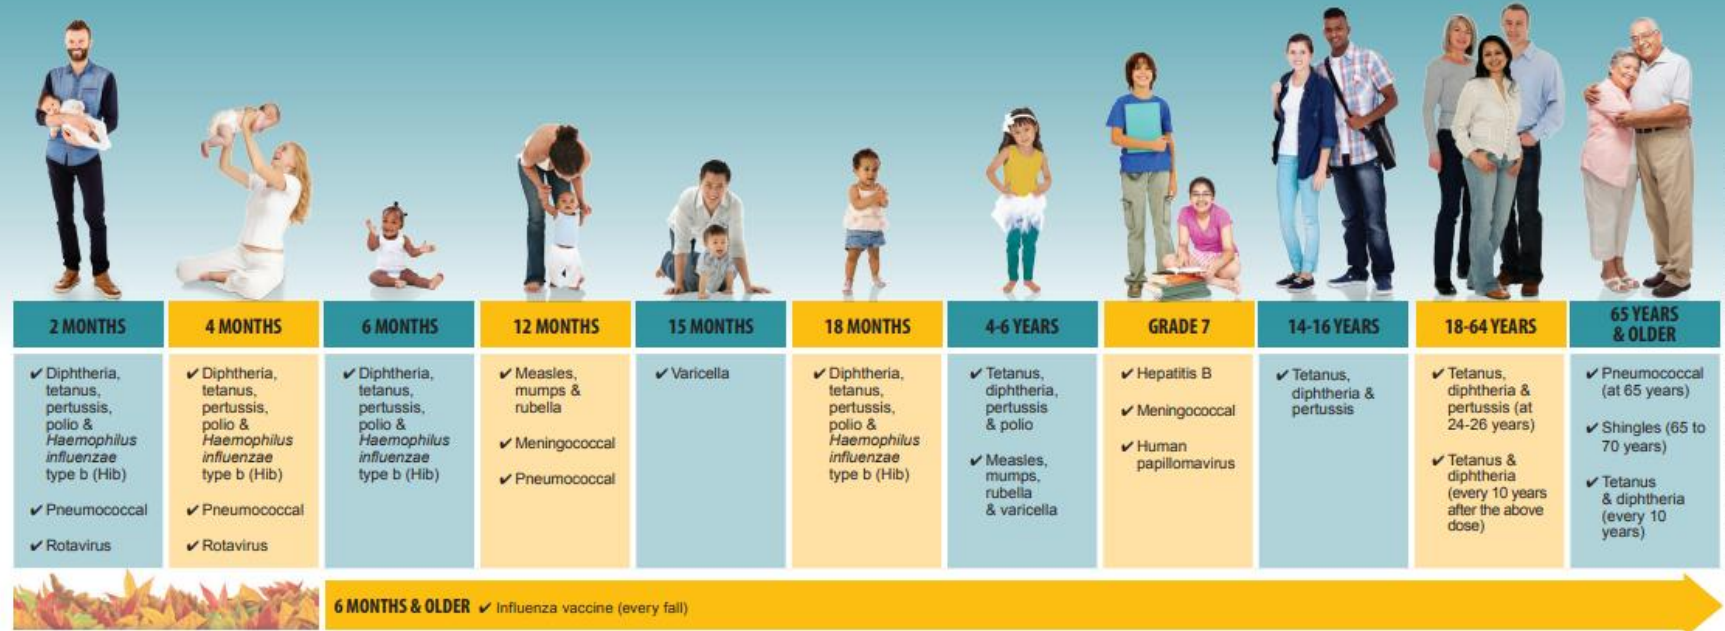 2 MONTHS
✔ Diphtheria,
tetanus,
pertussis,
polio &
Haemophilus
influenzae
type b (Hib)
✔ Pneumococcal
✔ Rotavirus
4 MONTHS
✔ Diphtheria,
tetanus,
pertussis,
polio &
Haemophilus
influenzae
type b (Hib)
✔ Pneumococcal
✔ Rotavirus
6 MONTHS
✔ Diphtheria,
tetanus,
pertussis,
polio &
Haemophilus
influenzae
type b (Hib)
12 MONTHS
✔ Measles,
mumps &
rubella
✔ Meningococcal
✔ Pneumococcal
15 MONTHS
✔ Varicella
18 MONTHS
✔ Diphtheria,
tetanus,
pertussis,
polio &
Haemophilus
influenzae
type b (Hib)
4-6 YEARS
✔ Tetanus,
diphtheria,
pertussis
& polio
✔ Measles,
mumps,
rubella
& varicella
GRADE 7
✔ Hepatitis B
✔ Meningococcal
✔ Human
papillomavirus
14-16 YEARS
✔ Tetanus,
diphtheria &
pertussis
18-64 YEARS
✔ Tetanus,
diphtheria &
pertussis (at
24-26 years)
✔ Tetanus &
diphtheria
(every 10 years
after the above
dose)
65 YEARS
& OLDER
✔ Pneumococcal
(at 65 years)
✔ Shingles (65 to
70 years)
✔ Tetanus
& diphtheria
(every 10
years)
6 MONTHS & OLDER ✔ Influenza vaccine (every fall)